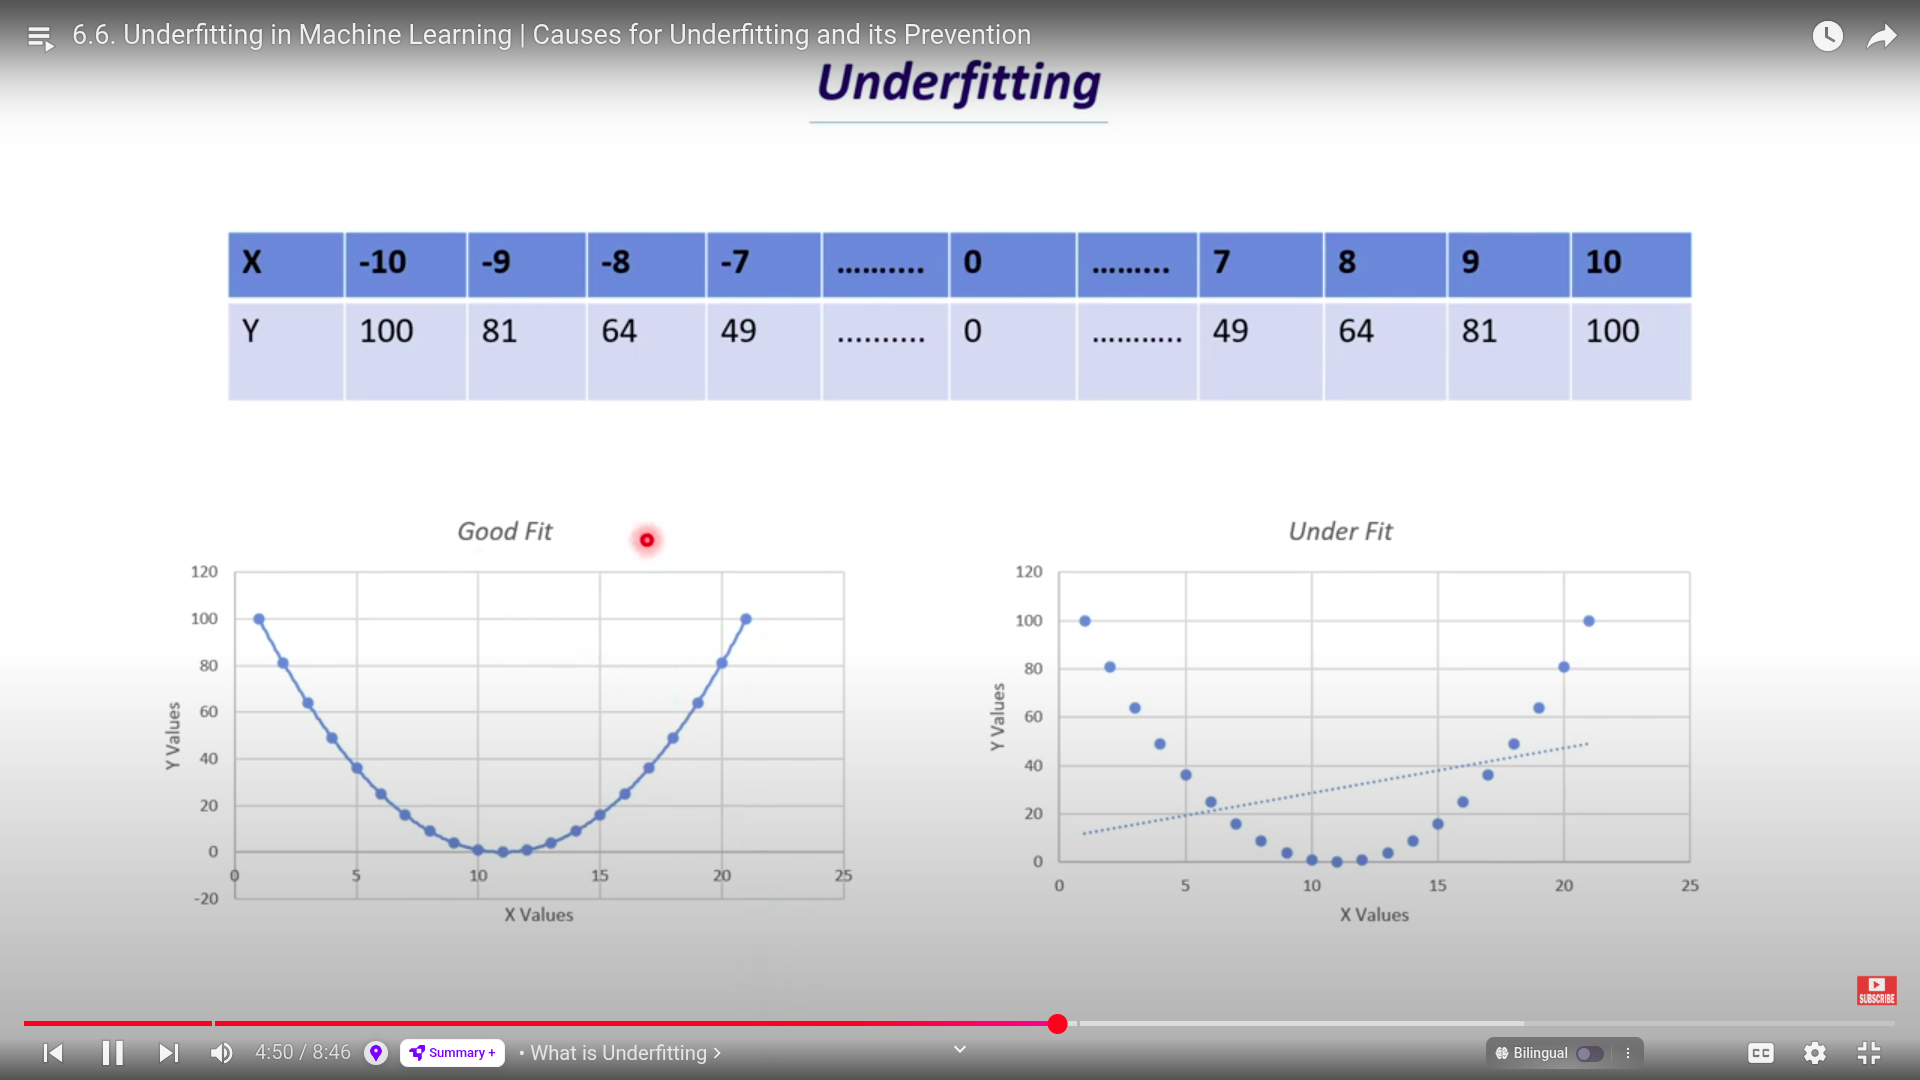 6.6. Underfitting in Machine Learning | Causes for Underfitting and its Prevention
Underfitting
X -10 -9 -8 -7 .......... 0 ......... 7 8 9 10
Y 100 81 64 49 .......... 0 ........... 49 64 81 100
Good Fit
120
100
80
60
40
20
0
-20
Y Values
0 5 10 15 20 25
X Values
Under Fit
120
100
80
60
40
20
0
Y Values
0 5 10 15 20 25
X Values
SUBSCRIBE
4:50 / 8:46 Summary + • What is Underfitting Bilingual CC